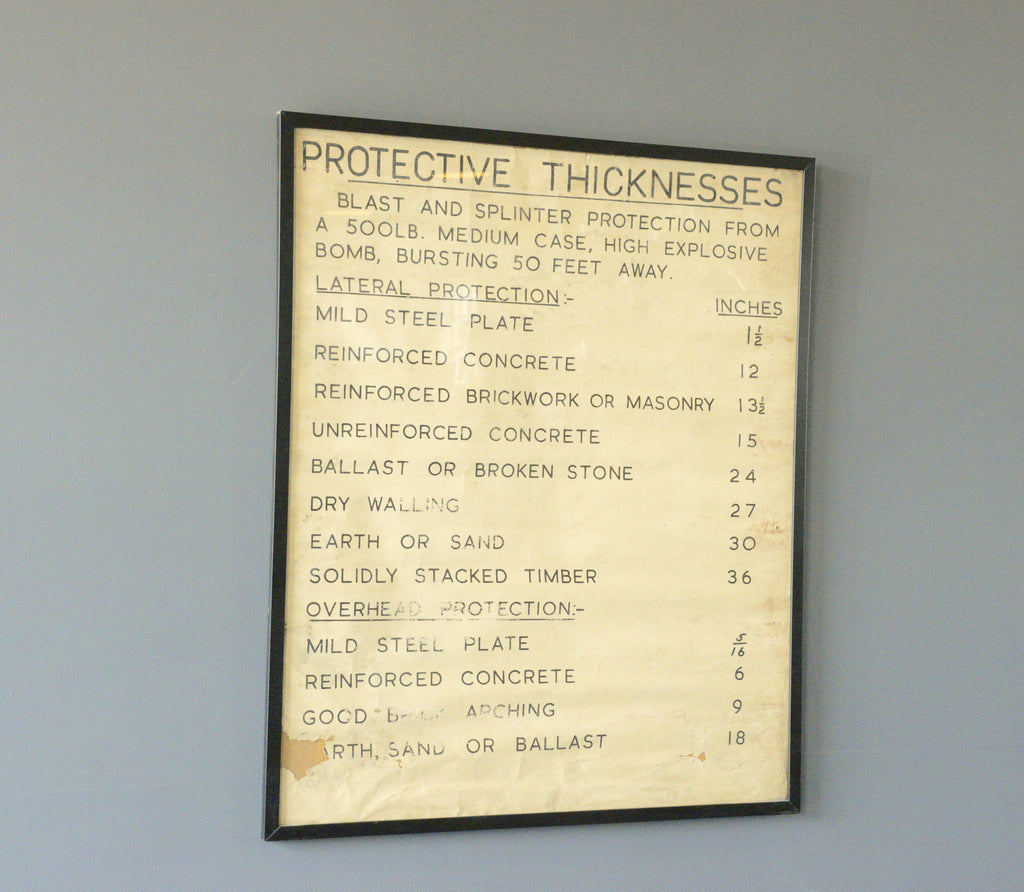 PROTECTIVE THICKNESSES
BLAST AND SPLINTER PROTECTION FROM
A 500LB. MEDIUM CASE, HIGH EXPLOSIVE
BOMB, BURSTING 50 FEET AWAY.
LATERAL PROTECTION:- INCHES
MILD STEEL PLATE 1½
REINFORCED CONCRETE 12
REINFORCED BRICKWORK OR MASONRY 13½
UNREINFORCED CONCRETE 15
BALLAST OR BROKEN STONE 24
DRY WALLING 27
EARTH OR SAND 30
SOLIDLY STACKED TIMBER 36
OVERHEAD PROTECTION:-
MILD STEEL PLATE 5/16
REINFORCED CONCRETE 6
GOOD BRICK ARCHING 9
ARTH, SAND OR BALLAST 18